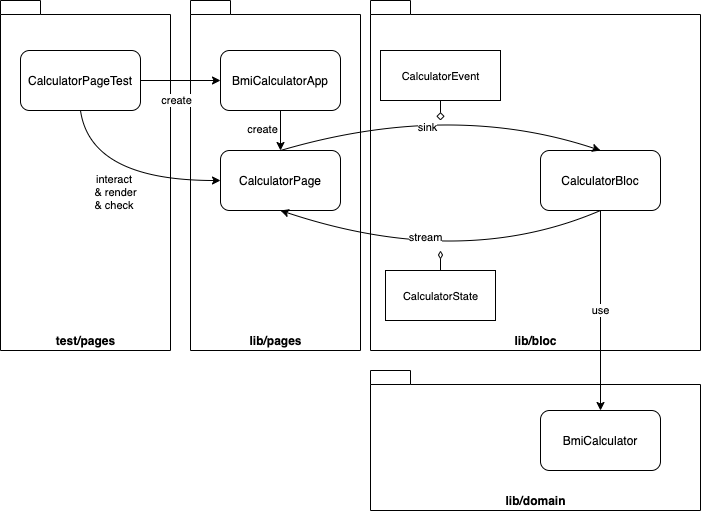 CalculatorPageTest
BmiCalculatorApp
CalculatorEvent
create
sink
create
CalculatorPage
CalculatorBloc
interact
& render
& check
stream
CalculatorState
use
test/pages
lib/pages
lib/bloc
BmiCalculator
lib/domain